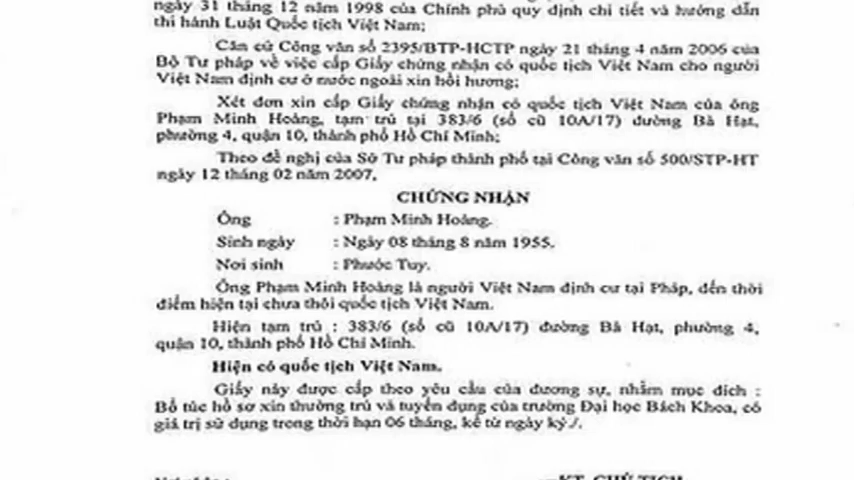 ngày 31 tháng 12 năm 1998 của Chính phủ quy định chi tiết và hướng dẫn
thi hành Luật Quốc tịch Việt Nam;
Căn cứ Công văn số 2395/BTP-HCTP ngày 21 tháng 4 năm 2006 của
Bộ Tư pháp về việc cấp Giấy chứng nhận có quốc tịch Việt Nam cho người
Việt Nam định cư ở nước ngoài xin hồi hương;
Xét đơn xin cấp Giấy chứng nhận có quốc tịch Việt Nam của ông
Phạm Minh Hoàng, tạm trú tại 383/6 (số cũ 10A/17) đường Bà Hạt,
phường 4, quận 10, thành phố Hồ Chí Minh;
Theo đề nghị của Sở Tư pháp thành phố tại Công văn số 500/STP-HT
ngày 12 tháng 02 năm 2007,
CHỨNG NHẬN
Ông : Phạm Minh Hoàng.
Sinh ngày : Ngày 08 tháng 8 năm 1955.
Nơi sinh : Phước Tuy.
Ông Phạm Minh Hoàng là người Việt Nam định cư tại Pháp, đến thời
điểm hiện tại chưa thôi quốc tịch Việt Nam.
Hiện tạm trú : 383/6 (số cũ 10A/17) đường Bà Hạt, phường 4,
quận 10, thành phố Hồ Chí Minh.
Hiện có quốc tịch Việt Nam.
Giấy này được cấp theo yêu cầu của đương sự, nhằm mục đích :
Bổ túc hồ sơ xin thường trú và tuyển dụng của trường Đại học Bách Khoa, có
giá trị sử dụng trong thời hạn 06 tháng, kể từ ngày ký./.
KT. CHỦ TỊCH